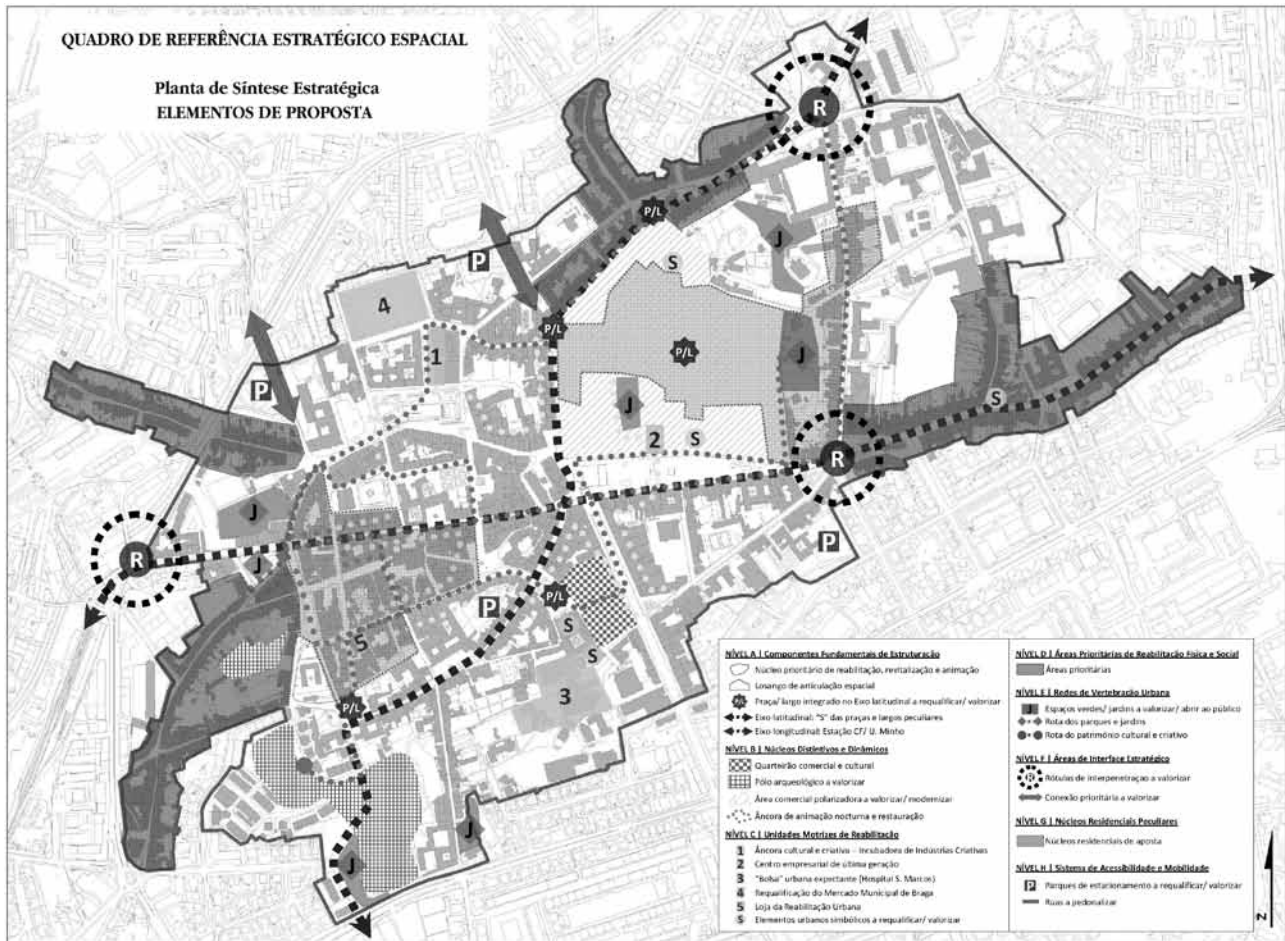 QUADRO DE REFERÊNCIA ESTRATÉGICO ESPACIAL
Planta de Síntese Estratégica
ELEMENTOS DE PROPOSTA
R
P/L
J
S
P
4
P/L
1
P/L
J
P
J
2
S
S
R
J
R
J
P
P/L
P
S
5
S
3
P/L
J
J
NÍVEL A | Componentes Fundamentais de Estruturação
Núcleo prioritário de reabilitação, revitalização e animação
Losango de articulação espacial
Praça/ largo integrado no Eixo latitudinal a requalificar/ valorizar
Eixo latitudinal: "S" das praças e largos peculiares
Eixo longitudinal: Estação CF/ U. Minho
NÍVEL B | Núcleos Distintivos e Dinâmicos
Quarteirão comercial e cultural
Pólo arqueológico a valorizar
Área comercial polarizadora a valorizar/ modernizar
Âncora de animação nocturna e restauração
NÍVEL C | Unidades Motrizes de Reabilitação
1 Âncora cultural e criativa – Incubadora de Indústrias Criativas
2 Centro empresarial de última geração
3 "Bolsa" urbana expectante (Hospital S. Marcos)
4 Requalificação do Mercado Municipal de Braga
5 Loja da Reabilitação Urbana
S Elementos urbanos simbólicos a requalificar/ valorizar
NÍVEL D | Áreas Prioritárias de Reabilitação Física e Social
Áreas prioritárias
NÍVEL E | Redes de Vertebração Urbana
J Espaços verdes/ jardins a valorizar/ abrir ao público
Rota dos parques e jardins
Rota do património cultural e criativo
NÍVEL F | Áreas de Interface Estratégico
R Rótulas de interpenetração a valorizar
Conexão prioritária a valorizar
NÍVEL G | Núcleos Residenciais Peculiares
Núcleos residenciais de aposta
NÍVEL H | Sistema de Acessibilidade e Mobilidade
P Parques de estacionamento a requalificar/ valorizar
Ruas a pedonalizar
N